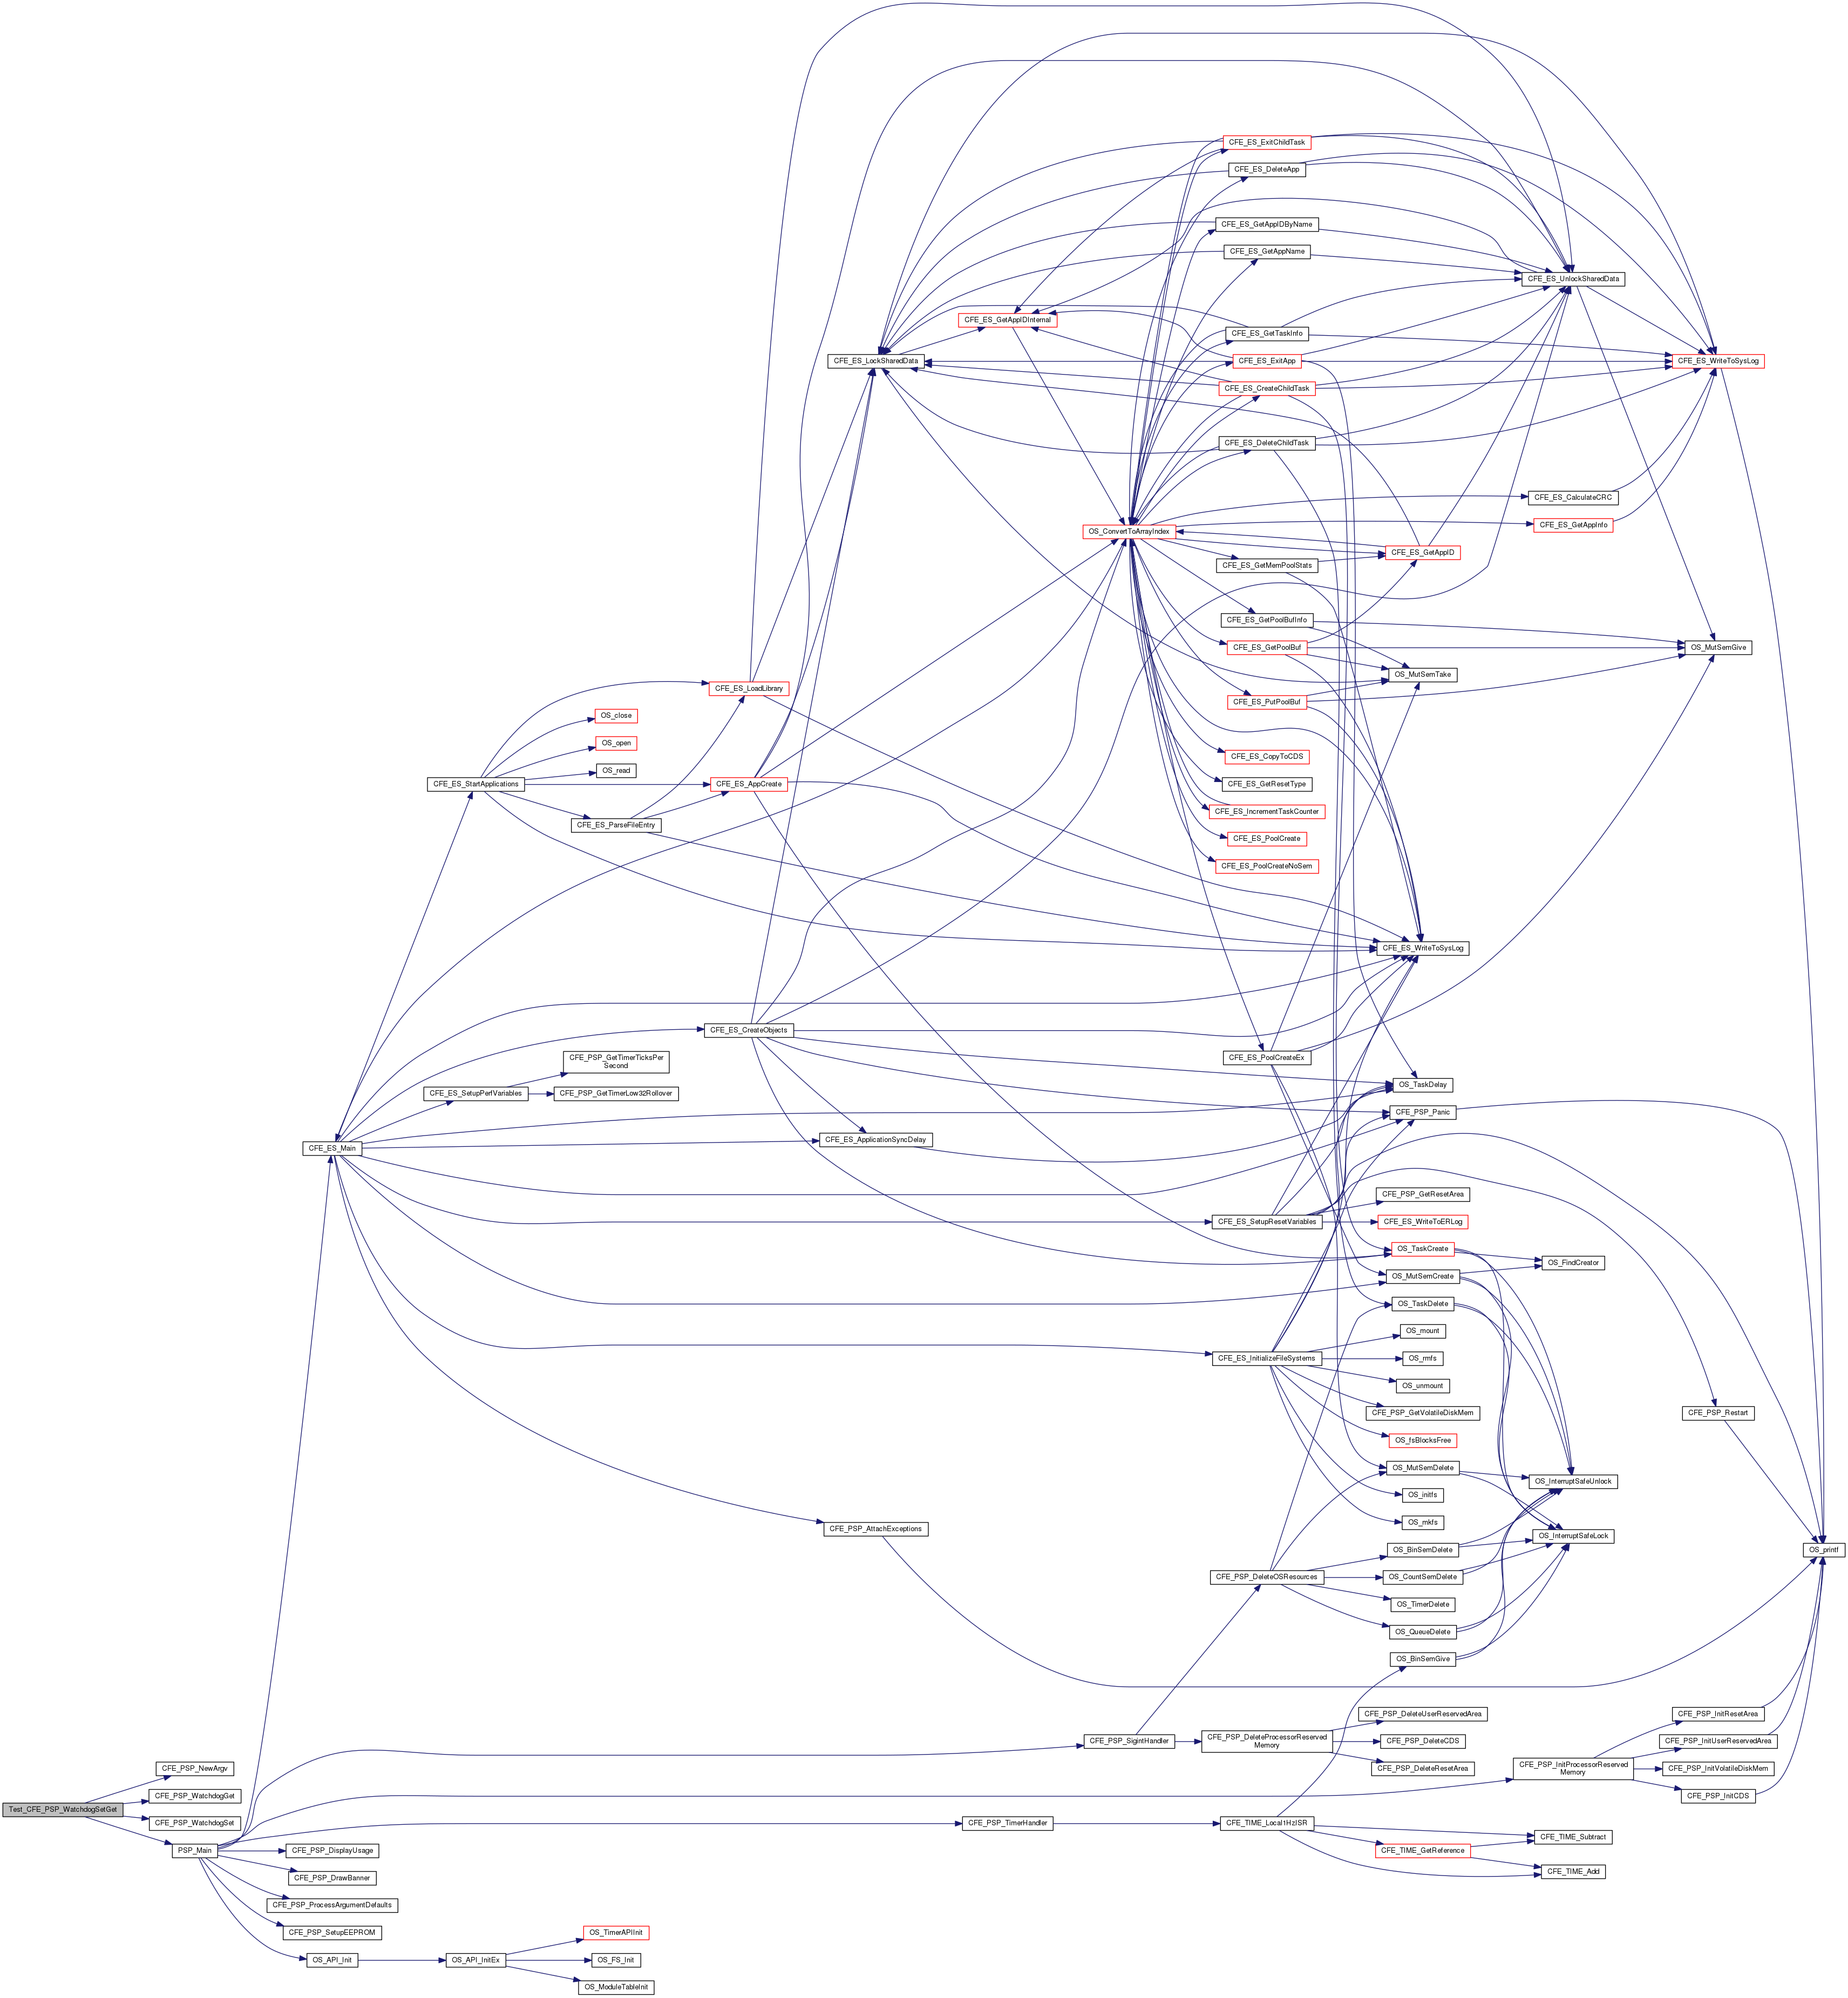 CFE_ES_ExitChildTask
CFE_ES_DeleteApp
CFE_ES_GetAppIDByName
CFE_ES_GetAppName
CFE_ES_UnlockSharedData
CFE_ES_GetAppIDInternal
CFE_ES_GetTaskInfo
CFE_ES_LockSharedData
CFE_ES_ExitApp
CFE_ES_WriteToSysLog
CFE_ES_CreateChildTask
CFE_ES_DeleteChildTask
CFE_ES_CalculateCRC
OS_ConvertToArrayIndex
CFE_ES_GetAppInfo
CFE_ES_GetAppID
CFE_ES_GetMemPoolStats
CFE_ES_GetPoolBufInfo
CFE_ES_GetPoolBuf
OS_MutSemGive
OS_MutSemTake
CFE_ES_LoadLibrary
CFE_ES_PutPoolBuf
OS_close
OS_open
CFE_ES_CopyToCDS
OS_read
CFE_ES_StartApplications
CFE_ES_AppCreate
CFE_ES_GetResetType
CFE_ES_IncrementTaskCounter
CFE_ES_ParseFileEntry
CFE_ES_PoolCreate
CFE_ES_PoolCreateNoSem
CFE_ES_WriteToSysLog
CFE_ES_CreateObjects
CFE_ES_PoolCreateEx
CFE_PSP_GetTimerTicksPer
Second
OS_TaskDelay
CFE_ES_SetupPerfVariables
CFE_PSP_GetTimerLow32Rollover
CFE_PSP_Panic
CFE_ES_ApplicationSyncDelay
CFE_ES_Main
CFE_PSP_GetResetArea
CFE_ES_SetupResetVariables
CFE_ES_WriteToERLog
OS_TaskCreate
OS_FindCreator
OS_MutSemCreate
OS_TaskDelete
OS_mount
CFE_ES_InitializeFileSystems
OS_rmfs
OS_unmount
CFE_PSP_GetVolatileDiskMem
CFE_PSP_Restart
OS_fsBlocksFree
OS_MutSemDelete
OS_InterruptSafeUnlock
OS_initfs
OS_mkfs
CFE_PSP_AttachExceptions
OS_InterruptSafeLock
OS_BinSemDelete
OS_printf
CFE_PSP_DeleteOSResources
OS_CountSemDelete
OS_TimerDelete
OS_QueueDelete
OS_BinSemGive
CFE_PSP_DeleteUserReservedArea
CFE_PSP_InitResetArea
CFE_PSP_SigintHandler
CFE_PSP_DeleteProcessorReserved
Memory
CFE_PSP_DeleteCDS
CFE_PSP_InitUserReservedArea
CFE_PSP_NewArgv
CFE_PSP_DeleteResetArea
CFE_PSP_InitProcessorReserved
Memory
CFE_PSP_InitVolatileDiskMem
CFE_PSP_WatchdogGet
CFE_PSP_InitCDS
Test_CFE_PSP_WatchdogSetGet
CFE_PSP_WatchdogSet
CFE_PSP_TimerHandler
CFE_TIME_Local1HzISR
CFE_TIME_Subtract
PSP_Main
CFE_PSP_DisplayUsage
CFE_TIME_GetReference
CFE_TIME_Add
CFE_PSP_DrawBanner
CFE_PSP_ProcessArgumentDefaults
CFE_PSP_SetupEEPROM
OS_TimerAPIInit
OS_API_Init
OS_API_InitEx
OS_FS_Init
OS_ModuleTableInit